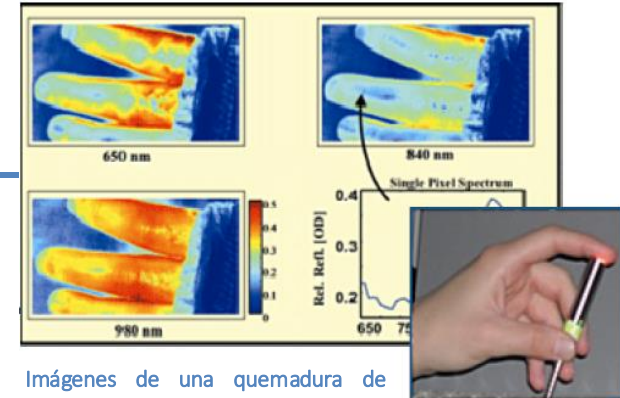 650 nm
840 nm
Single Pixel Spectrum
0.5
0.4
0.3
0.2
0.1
0
980 nm
Rel. Refl. [OD]
0.4
0.3
0.2
650
Imágenes de una quemadura de